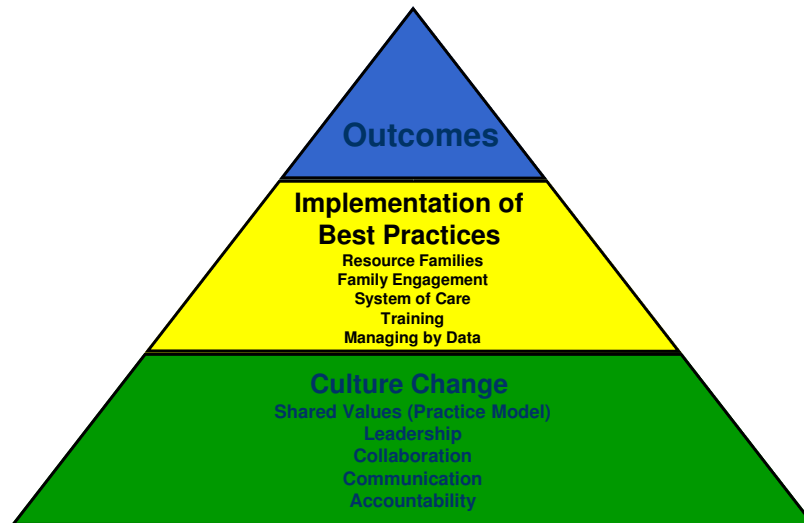 Outcomes
Implementation of
Best Practices
Resource Families
Family Engagement
System of Care
Training
Managing by Data
Culture Change
Shared Values (Practice Model)
Leadership
Collaboration
Communication
Accountability